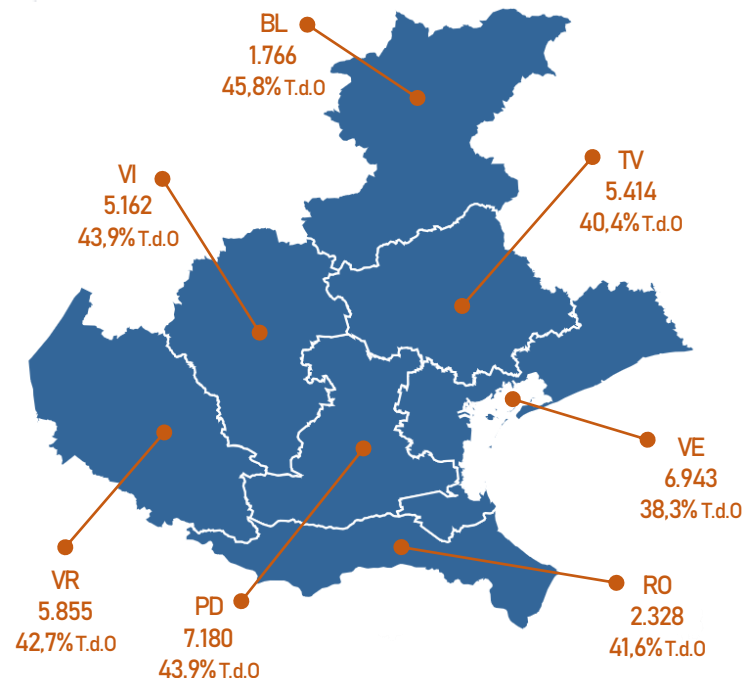 BL
1.766
45,8% T.d.O
TV
5.414
40,4% T.d.O
VI
5.162
43,9% T.d.O
VE
6.943
38,3% T.d.O
VR
5.855
42,7% T.d.O
PD
7.180
43,9% T.d.O
RO
2.328
41,6% T.d.O